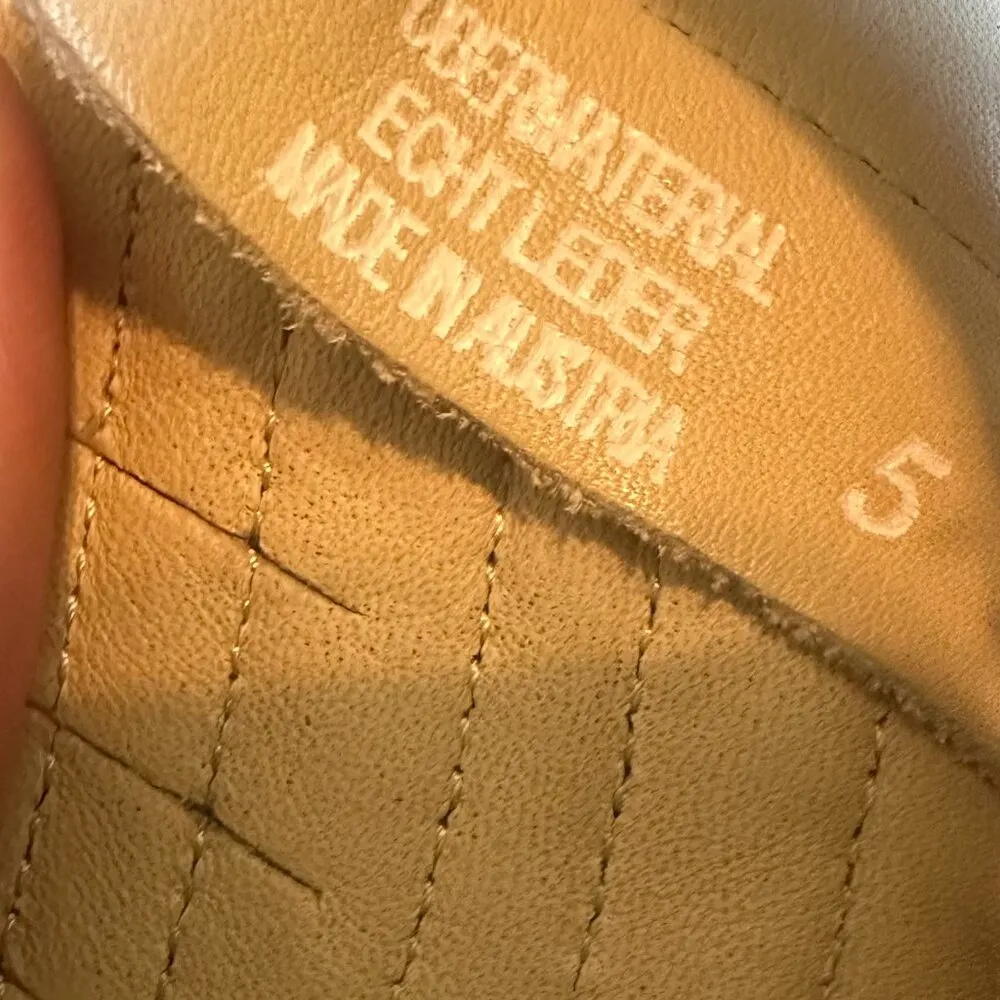 OBERMATERIAL
ECHT LEDER
MADE IN AUSTRIA
5